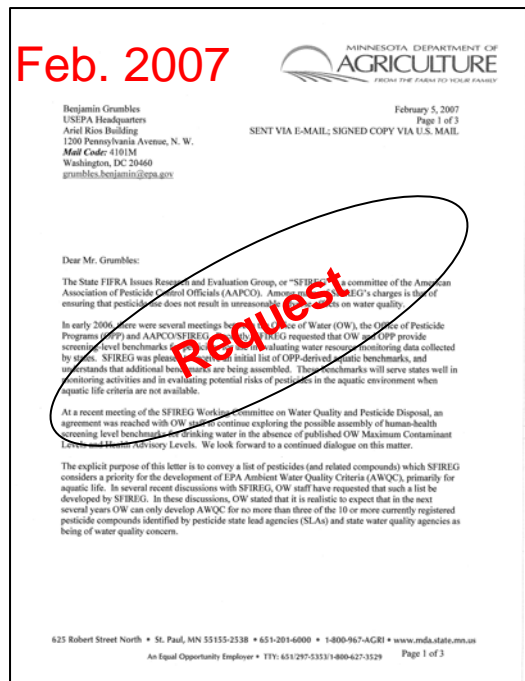 Feb. 2007
MINNESOTA DEPARTMENT OF
AGRICULTURE
FROM THE FARM TO YOUR FAMILY
Benjamin Grumbles
USEPA Headquarters
Ariel Rios Building
1200 Pennsylvania Avenue, N. W.
Mail Code: 4101M
Washington, DC 20460
grumbles.benjamin@epa.gov
February 5, 2007
Page 1 of 3
SENT VIA E-MAIL; SIGNED COPY VIA U.S. MAIL
Dear Mr. Grumbles:
The State FIFRA Issues Research and Evaluation Group, or "SFIREG" a committee of the American
Association of Pesticide Control Officials (AAPCO). Among SFIREG's charges is that of
ensuring that pesticide use does not result in unreasonable effects on water quality.
In early 2006, there were several meetings the Office of Water (OW), the Office of Pesticide
Programs (OPP) and AAPCO/SFIREG. SFIREG requested that OW and OPP provide
screening-level benchmarks for use in evaluating water resource monitoring data collected
by states. SFIREG was pleased to receive an initial list of OPP-derived aquatic benchmarks, and
understands that additional benchmarks are being assembled. These benchmarks will serve states well in
monitoring activities and in evaluating potential risks of pesticides in the aquatic environment when
aquatic life criteria are not available.
At a recent meeting of the SFIREG Working Committee on Water Quality and Pesticide Disposal, an
agreement was reached with OW staff to continue exploring the possible assembly of human-health
screening level benchmarks for drinking water in the absence of published OW Maximum Contaminant
Levels and Health Advisory Levels. We look forward to a continued dialogue on this matter.
The explicit purpose of this letter is to convey a list of pesticides (and related compounds) which SFIREG
considers a priority for the development of EPA Ambient Water Quality Criteria (AWQC), primarily for
aquatic life. In several recent discussions with SFIREG, OW staff have requested that such a list be
developed by SFIREG. In these discussions, OW stated that it is realistic to expect that in the next
several years OW can only develop AWQC for no more than three of the 10 or more currently registered
pesticide compounds identified by pesticide state lead agencies (SLAs) and state water quality agencies as
being of water quality concern.
Request
625 Robert Street North • St. Paul, MN 55155-2538 • 651-201-6000 • 1-800-967-AGRI • www.mda.state.mn.us
An Equal Opportunity Employer • TTY: 651/297-5353/1-800-627-3529
Page 1 of 3